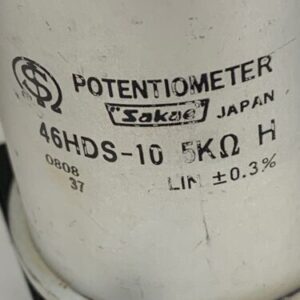 POTENTIOMETER
Sakae JAPAN
46HDS-10 5KΩ H
0808 LIN ±0.3%
37